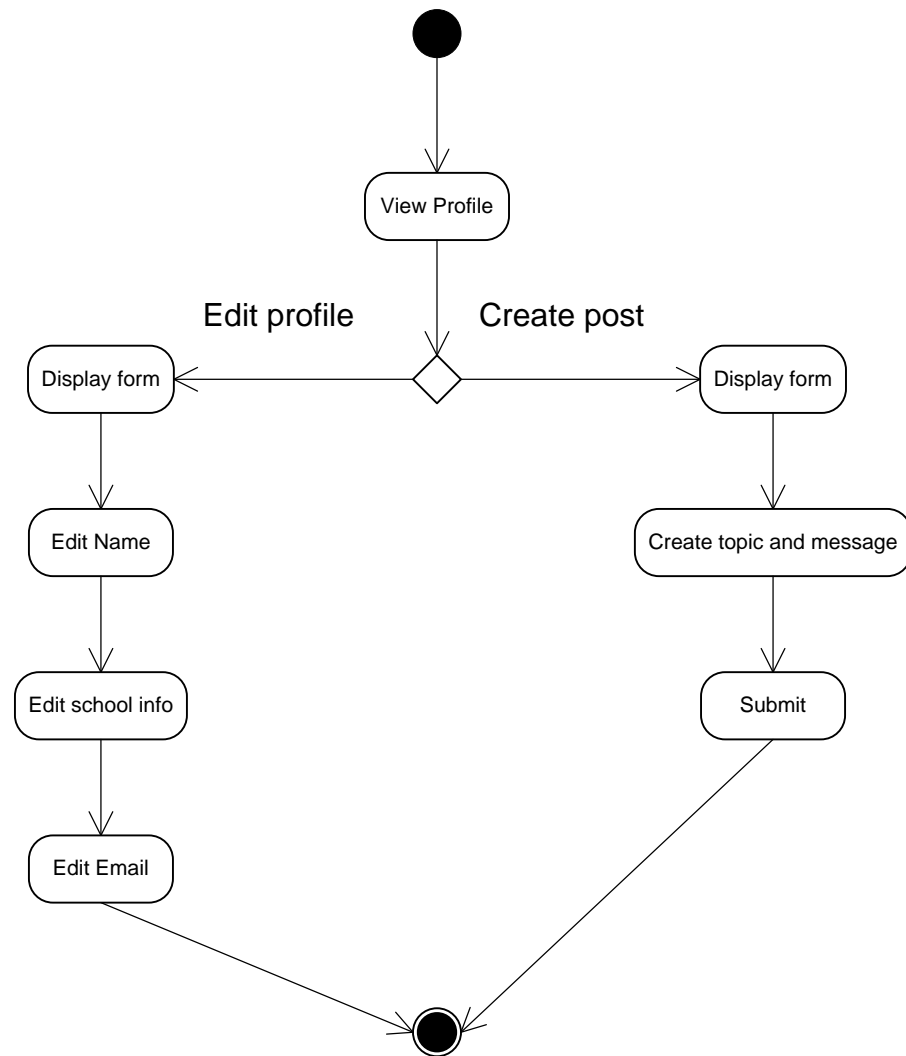 View Profile
Edit profile
Create post
Display form
Display form
Edit Name
Create topic and message
Edit school info
Submit
Edit Email